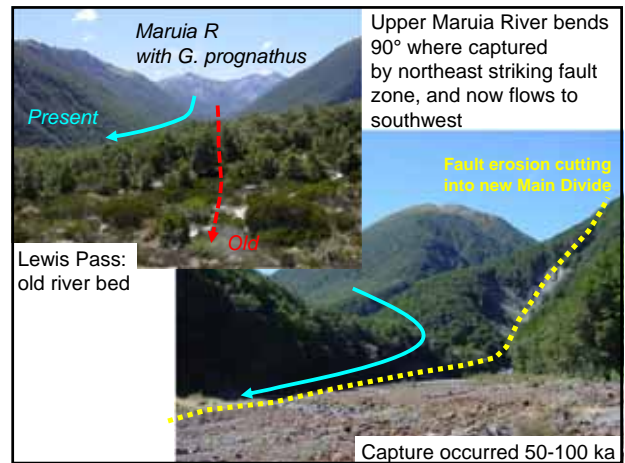 Maruia R
with G. prognathus
Present
Old
Lewis Pass:
old river bed
Upper Maruia River bends
90° where captured
by northeast striking fault
zone, and now flows to
southwest
Fault erosion cutting
into new Main Divide
Capture occurred 50-100 ka